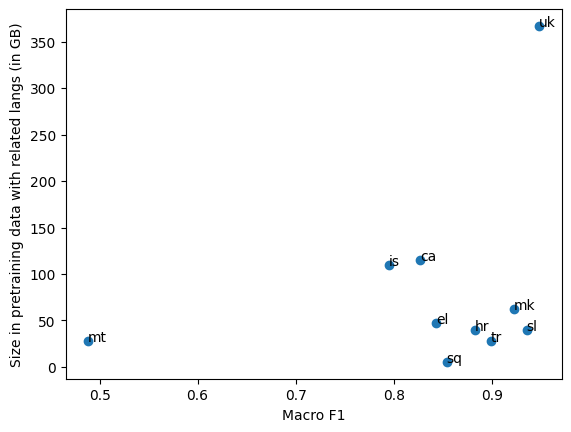 Size in pretraining data with related langs (in GB)
350
300
250
200
150
100
50
0
uk
is
ca
mk
el
hr
sl
mt
tr
sq
0.5
0.6
0.7
0.8
0.9
Macro F1